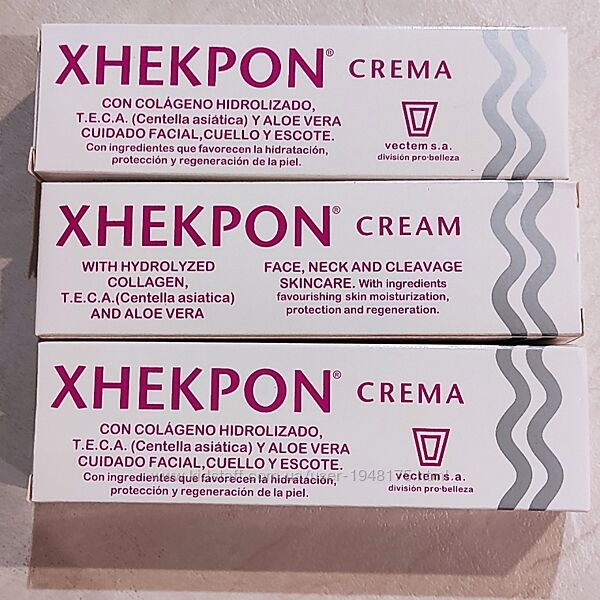 XHEKPON® CREMA
CON COLÁGENO HIDROLIZADO,
T.E.C.A. (Centella asiática) Y ALOE VERA
CUIDADO FACIAL,CUELLO Y ESCOTE.
Con ingredientes que favorecen la hidratación,
protección y regeneración de la piel.
vectem s.a.
división pro-belleza
XHEKPON® CREAM
WITH HYDROLYZED
COLLAGEN,
T.E.C.A.(Centella asiatica)
AND ALOE VERA
FACE, NECK AND CLEAVAGE
SKINCARE. With ingredients
favourishing skin moisturization,
protection and regeneration.
XHEKPON® CREMA
CON COLÁGENO HIDROLIZADO,
T.E.C.A. (Centella asiática) Y ALOE VERA
CUIDADO FACIAL,CUELLO Y ESCOTE.
Con ingredientes que favorecen la hidratación,
protección y regeneración de la piel.
vectem s.a.
división pro-belleza